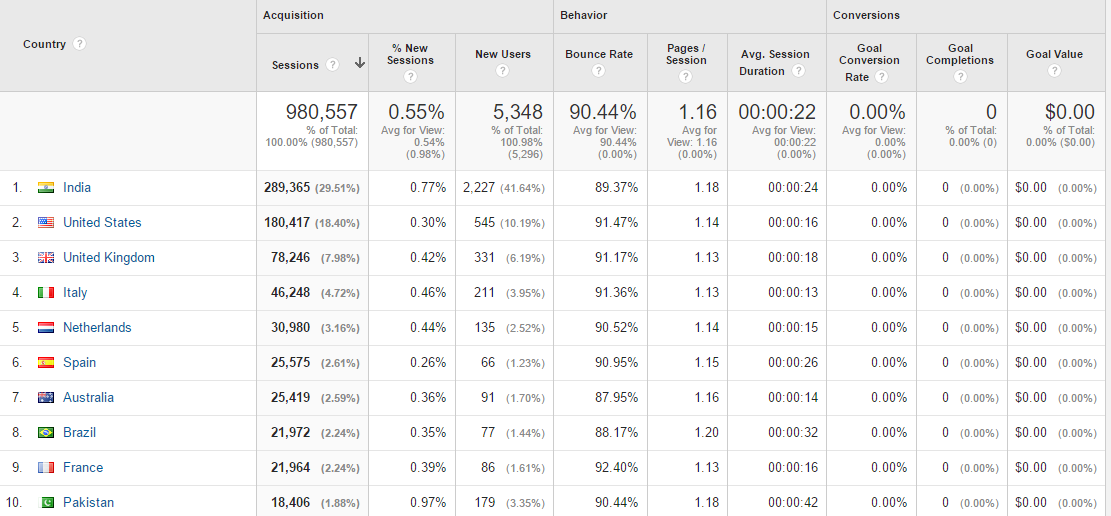 Acquisition Behavior Conversions
Country ? Sessions ? % New Sessions ? New Users ? Bounce Rate ? Pages / Session ? Avg. Session Duration ? Goal Conversion Rate ? Goal Completions ? Goal Value ?
980,557 0.55% 5,348 90.44% 1.16 00:00:22 0.00% 0 $0.00
% of Total: 100.00% (980,557) Avg for View: 0.54% (0.98%) % of Total: 100.98% (5,296) Avg for View: 90.44% (0.00%) Avg for View: 1.16 (0.00%) Avg for View: 00:00:22 (0.00%) Avg for View: 0.00% (0.00%) % of Total: 0.00% (0) % of Total: 0.00% ($0.00)
1. India 289,365 (29.51%) 0.77% 2,227 (41.64%) 89.37% 1.18 00:00:24 0.00% 0 (0.00%) $0.00 (0.00%)
2. United States 180,417 (18.40%) 0.30% 545 (10.19%) 91.47% 1.14 00:00:16 0.00% 0 (0.00%) $0.00 (0.00%)
3. United Kingdom 78,246 (7.98%) 0.42% 331 (6.19%) 91.17% 1.13 00:00:18 0.00% 0 (0.00%) $0.00 (0.00%)
4. Italy 46,248 (4.72%) 0.46% 211 (3.95%) 91.36% 1.13 00:00:13 0.00% 0 (0.00%) $0.00 (0.00%)
5. Netherlands 30,980 (3.16%) 0.44% 135 (2.52%) 90.52% 1.14 00:00:15 0.00% 0 (0.00%) $0.00 (0.00%)
6. Spain 25,575 (2.61%) 0.26% 66 (1.23%) 90.95% 1.15 00:00:26 0.00% 0 (0.00%) $0.00 (0.00%)
7. Australia 25,419 (2.59%) 0.36% 91 (1.70%) 87.95% 1.16 00:00:14 0.00% 0 (0.00%) $0.00 (0.00%)
8. Brazil 21,972 (2.24%) 0.35% 77 (1.44%) 88.17% 1.20 00:00:32 0.00% 0 (0.00%) $0.00 (0.00%)
9. France 21,964 (2.24%) 0.39% 86 (1.61%) 92.40% 1.13 00:00:16 0.00% 0 (0.00%) $0.00 (0.00%)
10. Pakistan 18,406 (1.88%) 0.97% 179 (3.35%) 90.44% 1.18 00:00:42 0.00% 0 (0.00%) $0.00 (0.00%)